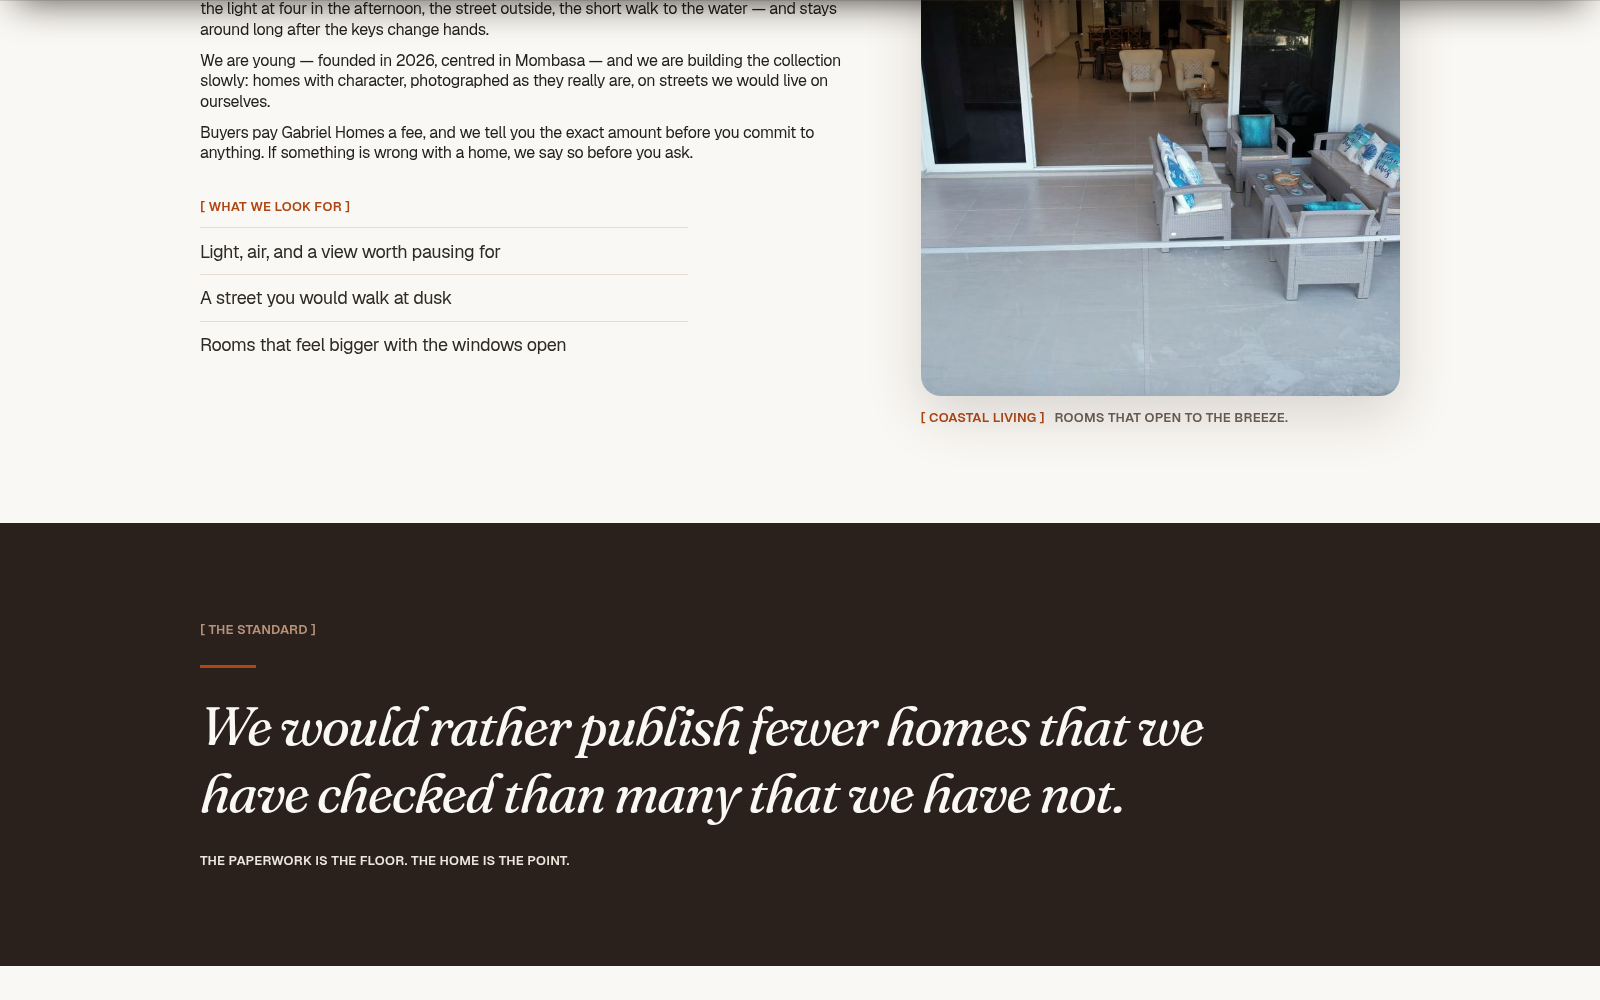 the light at four in the afternoon, the street outside, the short walk to the water — and stays
around long after the keys change hands.
We are young — founded in 2026, centred in Mombasa — and we are building the collection
slowly: homes with character, photographed as they really are, on streets we would live on
ourselves.
Buyers pay Gabriel Homes a fee, and we tell you the exact amount before you commit to
anything. If something is wrong with a home, we say so before you ask.
[ WHAT WE LOOK FOR ]
Light, air, and a view worth pausing for
A street you would walk at dusk
Rooms that feel bigger with the windows open
[ COASTAL LIVING ] ROOMS THAT OPEN TO THE BREEZE.
[ THE STANDARD ]
We would rather publish fewer homes that we
have checked than many that we have not.
THE PAPERWORK IS THE FLOOR. THE HOME IS THE POINT.